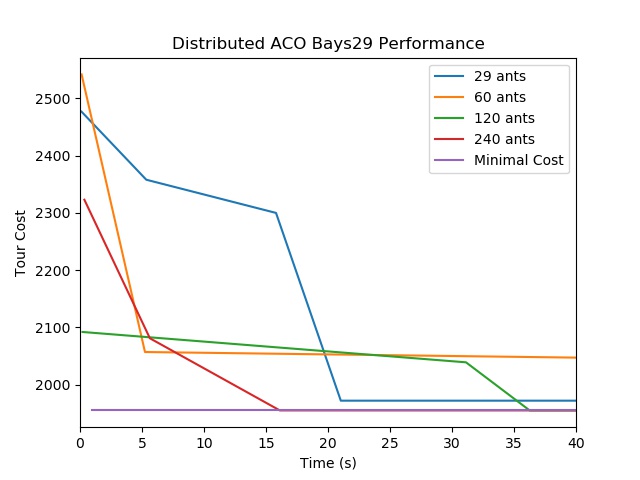 Distributed ACO Bays29 Performance
29 ants
60 ants
120 ants
240 ants
Minimal Cost
Tour Cost
2500
2400
2300
2200
2100
2000
0 5 10 15 20 25 30 35 40
Time (s)